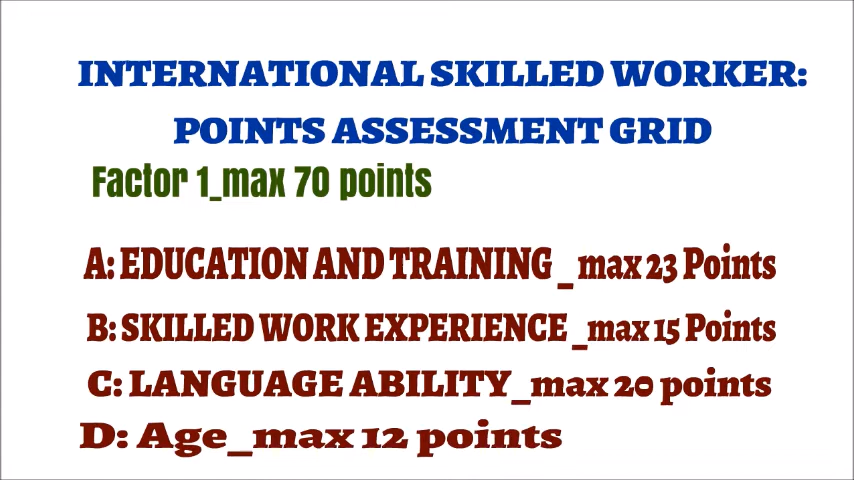 INTERNATIONAL SKILLED WORKER:
POINTS ASSESSMENT GRID
Factor 1_max 70 points
A: EDUCATION AND TRAINING _max 23 Points
B: SKILLED WORK EXPERIENCE _max 15 Points
C: LANGUAGE ABILITY_max 20 points
D: Age_max 12 points